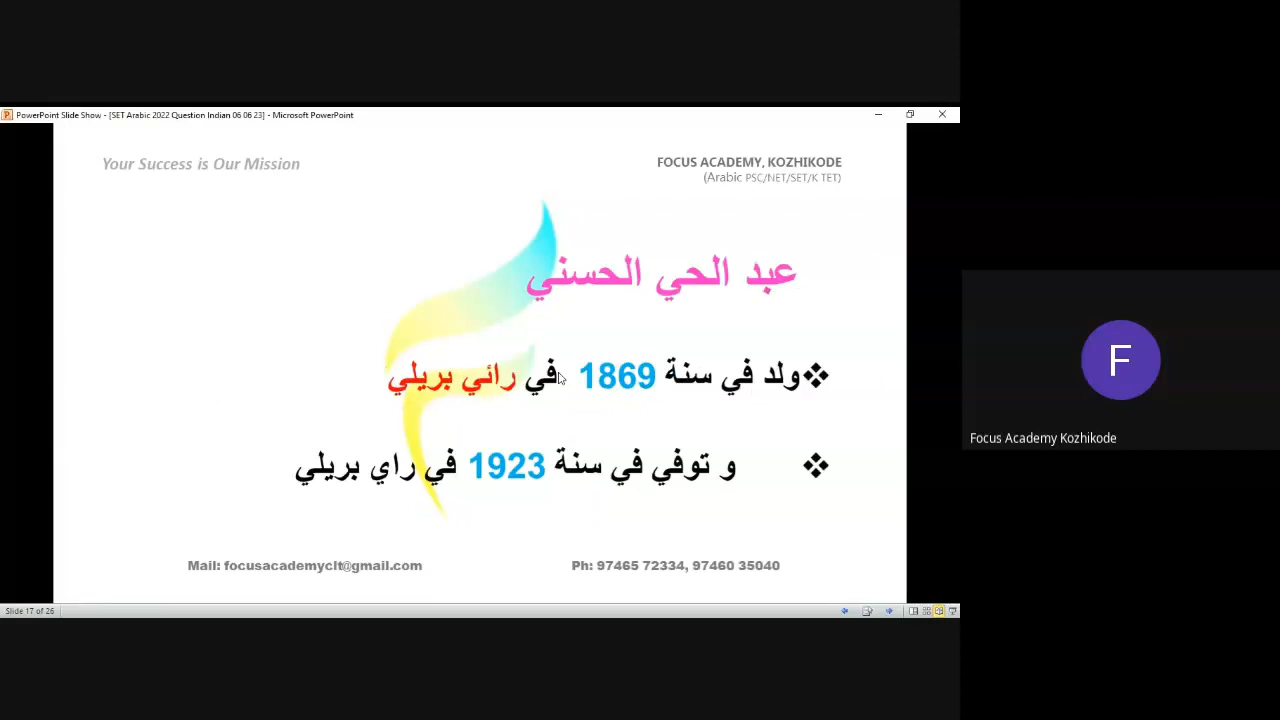 PowerPoint Slide Show - [SET Arabic 2022 Question Indian 06 06 23] - Microsoft PowerPoint
Your Success is Our Mission
FOCUS ACADEMY, KOZHIKODE
(Arabic PSC/NET/SET/K TET)
عبد الحي الحسني
❖ولد في سنة 1869 في رائي بريلي
❖ و توفي في سنة 1923 في راي بريلي
Mail: focusacademyclt@gmail.com
Ph: 97465 72334, 97460 35040
Slide 17 of 26
F
Focus Academy Kozhikode